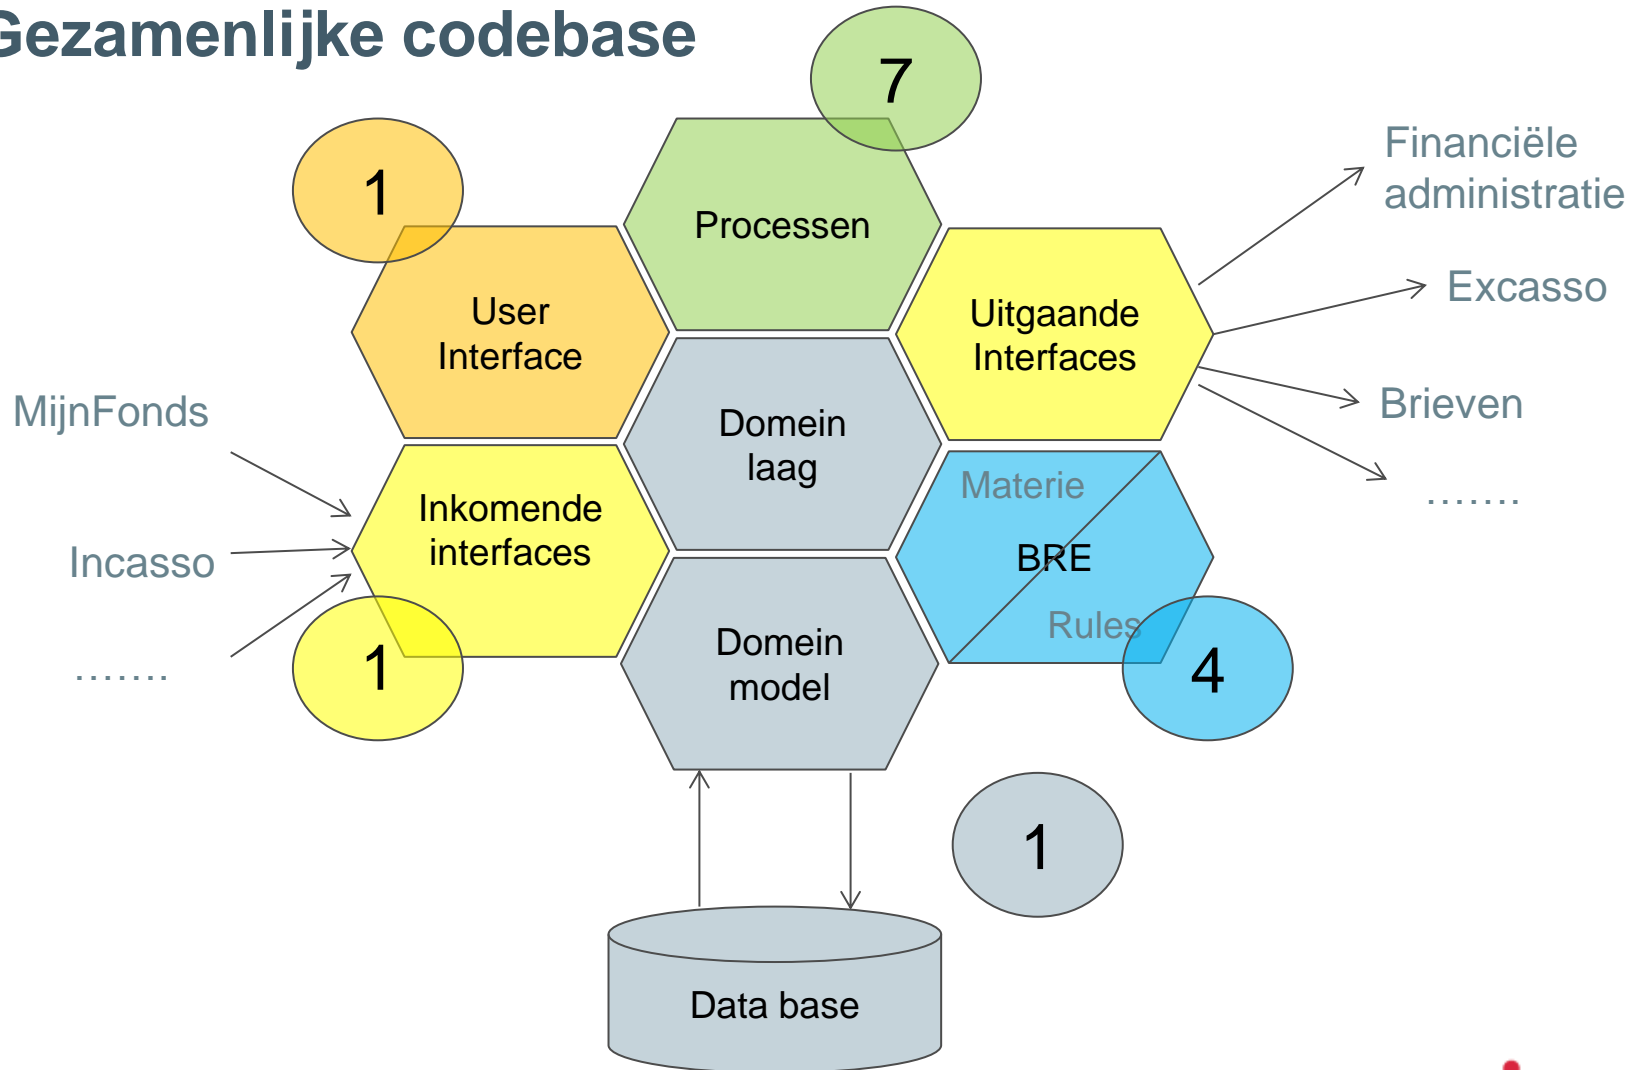 Gezamenlijke codebase
7
1
Processen
Financiële
administratie
User
Interface
Uitgaande
Interfaces
Excasso
MijnFonds
Domein
laag
Brieven
Materie
.......
Inkomende
interfaces
BRE
Incasso
Rules
.......
1
Domein
model
4
1
Data base